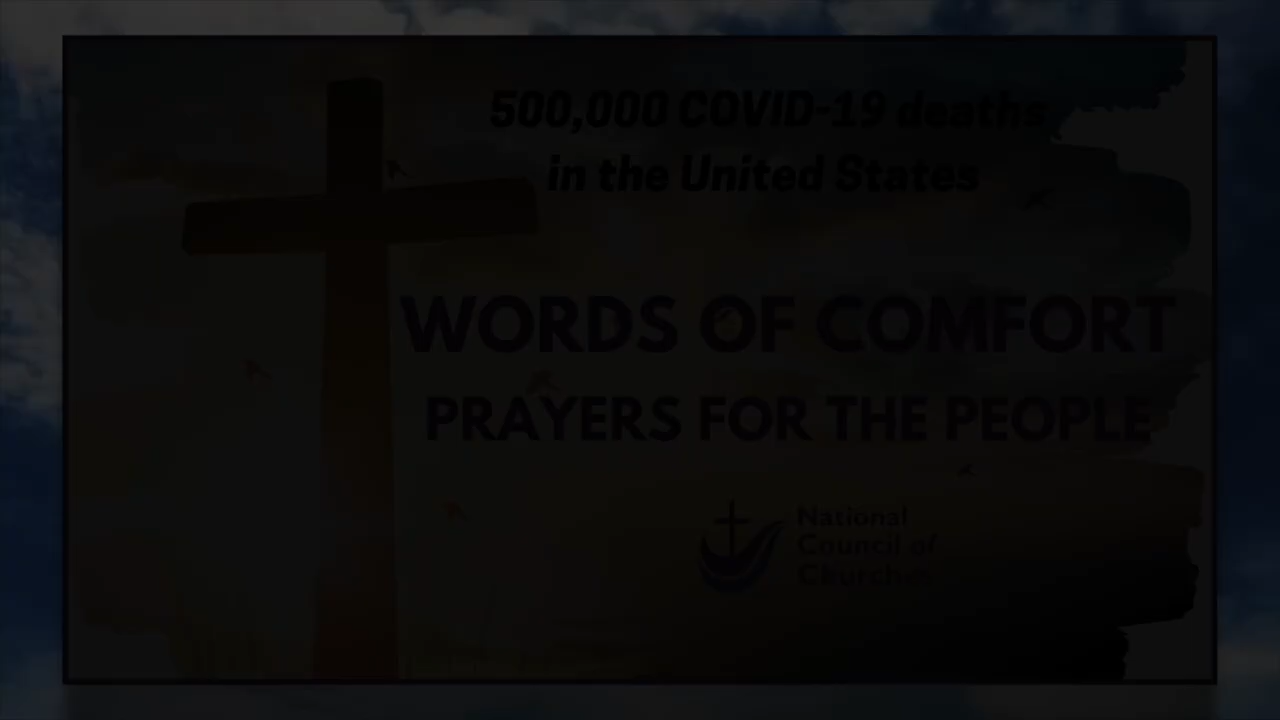 500,000 COVID-19 deaths
in the United States
WORDS OF COMFORT
PRAYERS FOR THE PEOPLE
National
Council of
Churches